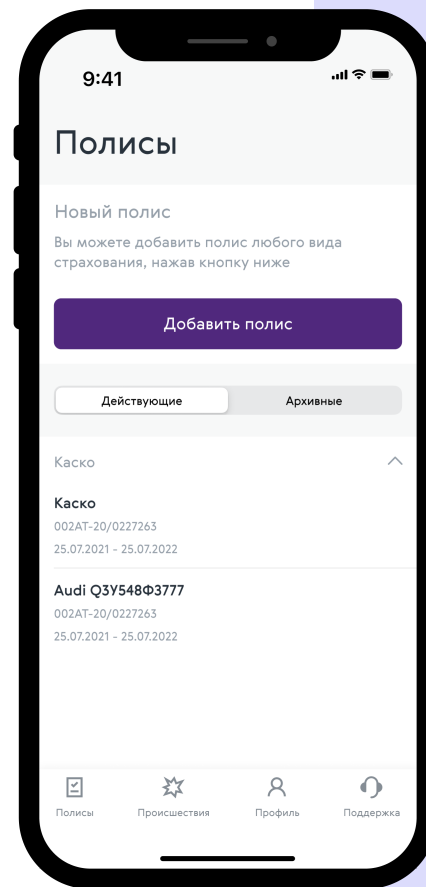 9:41
Полисы
Новый полис
Вы можете добавить полис любого вида
страхования, нажав кнопку ниже
Добавить полис
Действующие Архивные
Каско
Каско
002AT-20/0227263
25.07.2021 - 25.07.2022
Audi Q3У548Ф3777
002AT-20/0227263
25.07.2021 - 25.07.2022
Полисы Происшествия Профиль Поддержка